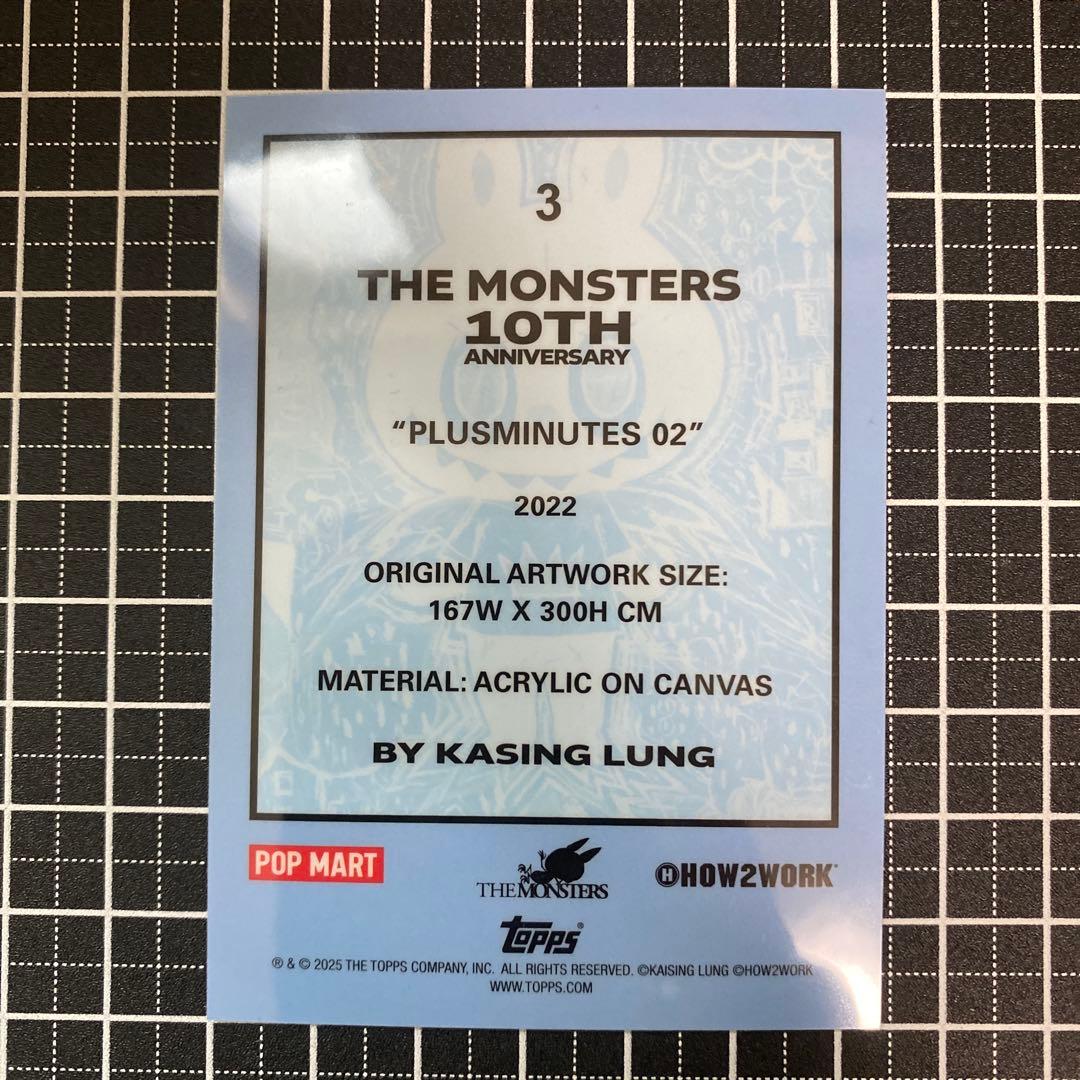 3
THE MONSTERS
10TH
ANNIVERSARY
“PLUSMINUTES 02”
2022
ORIGINAL ARTWORK SIZE:
167W X 300H CM
MATERIAL: ACRYLIC ON CANVAS
BY KASING LUNG
POP MART
THE MONSTERS
HOW2WORK
topps®
® & © 2025 THE TOPPS COMPANY, INC. ALL RIGHTS RESERVED. ©KAISING LUNG ©HOW2WORK
WWW.TOPPS.COM